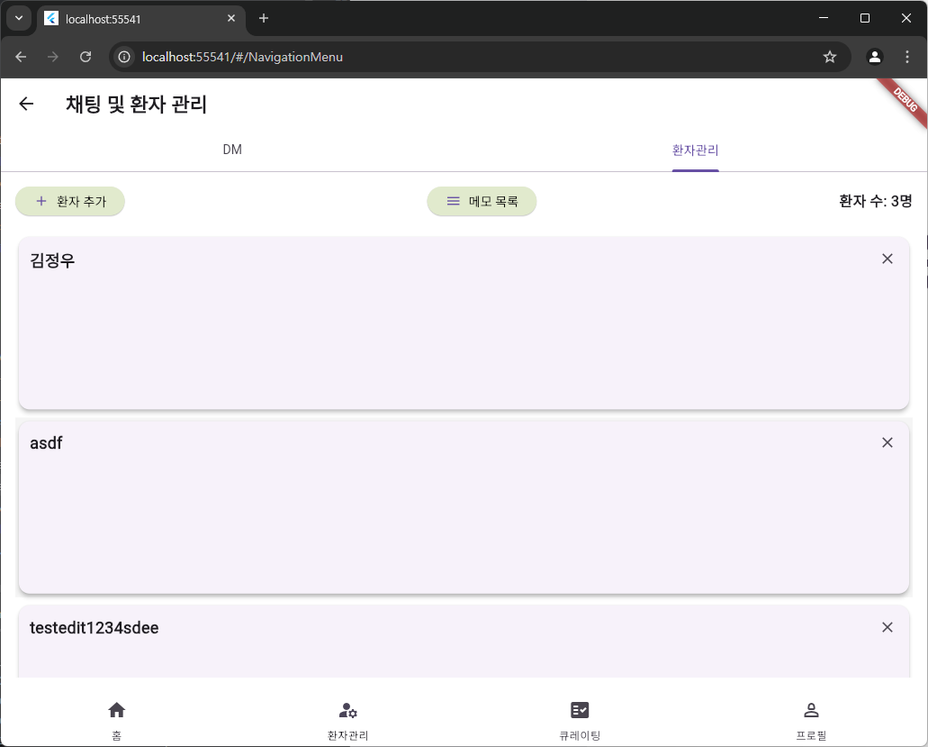 localhost:55541
localhost:55541/#/NavigationMenu
채팅 및 환자 관리
DEBUG
DM
환자관리
환자 추가
메모 목록
환자 수: 3명
김정우
asdf
testedit1234sdee
홈
환자관리
큐레이팅
프로필